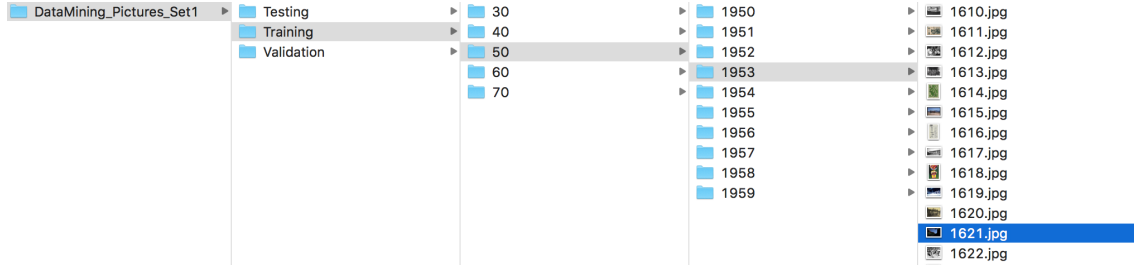 DataMining_Pictures_Set1
Testing
Training
Validation
30
40
50
60
70
1950
1951
1952
1953
1954
1955
1956
1957
1958
1959
1610.jpg
1611.jpg
1612.jpg
1613.jpg
1614.jpg
1615.jpg
1616.jpg
1617.jpg
1618.jpg
1619.jpg
1620.jpg
1621.jpg
1622.jpg